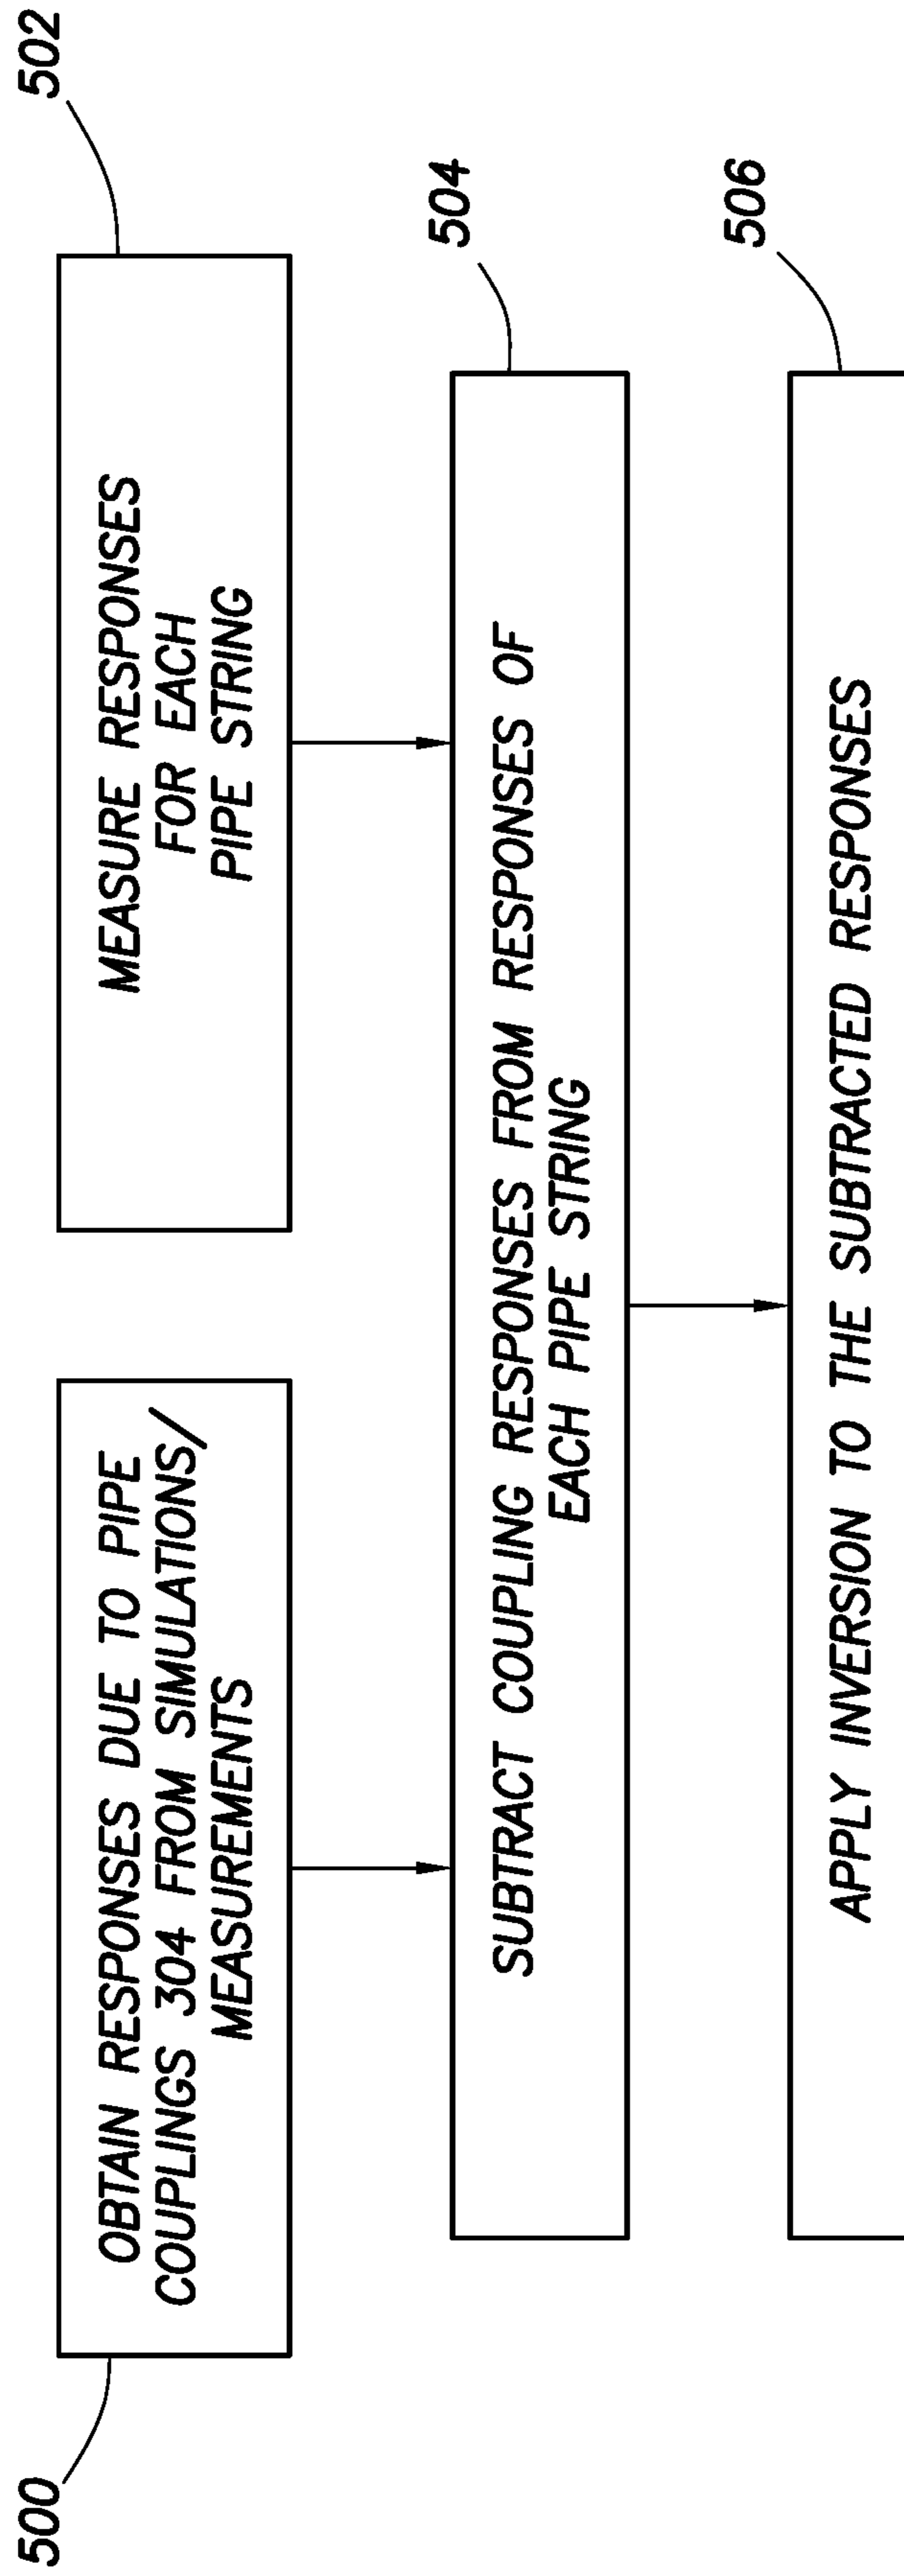 500
OBTAIN RESPONSES DUE TO PIPE
COUPLINGS 304 FROM SIMULATIONS/
MEASUREMENTS
502
MEASURE RESPONSES
FOR EACH
PIPE STRING
504
SUBTRACT COUPLING RESPONSES FROM RESPONSES OF
EACH PIPE STRING
506
APPLY INVERSION TO THE SUBTRACTED RESPONSES